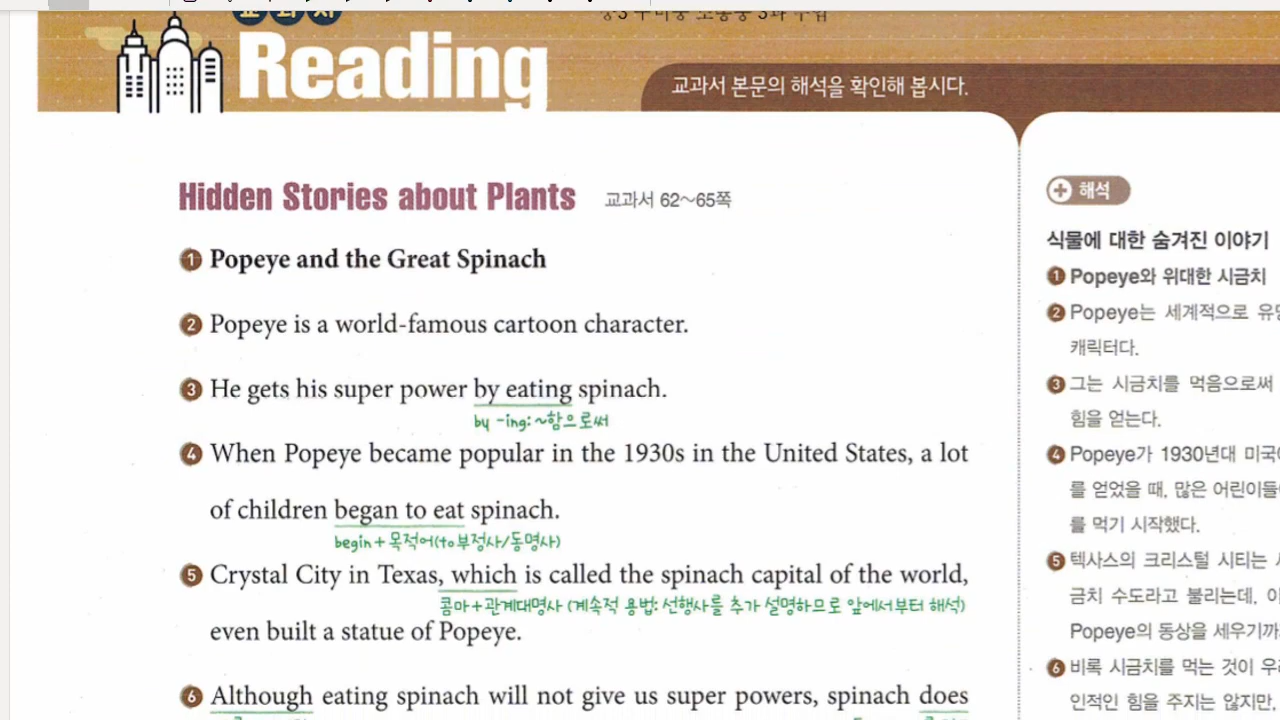 교과서
Reading
교과서 본문의 해석을 확인해 봅시다.
Hidden Stories about Plants 교과서 62~65쪽
1 Popeye and the Great Spinach
2 Popeye is a world-famous cartoon character.
3 He gets his super power by eating spinach.
by -ing: ~함으로써
4 When Popeye became popular in the 1930s in the United States, a lot
of children began to eat spinach.
begin + 목적어(to부정사/동명사)
5 Crystal City in Texas, which is called the spinach capital of the world,
콤마+관계대명사 (계속적 용법: 선행사를 추가 설명하므로 앞에서부터 해석)
even built a statue of Popeye.
6 Although eating spinach will not give us super powers, spinach does
+ 해석
식물에 대한 숨겨진 이야기
1 Popeye와 위대한 시금치
2 Popeye는 세계적으로
캐릭터다.
3 그는 시금치를 먹음으로써
힘을 얻는다.
4 Popeye가 1930년대
를 얻었을 때, 많은
를 먹기 시작했다.
5 텍사스의 크리스털 시티는
금치 수도라고 불리는데,
Popeye의 동상을
6 비록 시금치를 먹는 것이
인적인 힘을 주지는 않지만,